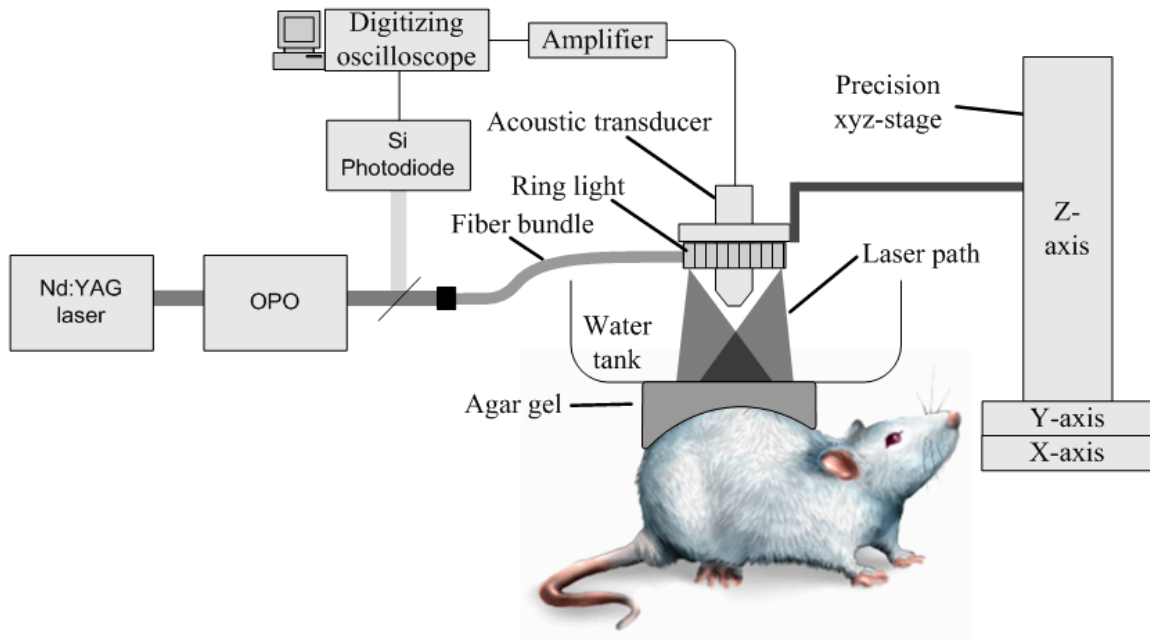 Digitizing
oscilloscope
Amplifier
Precision
xyz-stage
Acoustic transducer
Si
Photodiode
Ring light
Fiber bundle
Z-
axis
Laser path
Nd:YAG
laser
OPO
Water
tank
Agar gel
Y-axis
X-axis